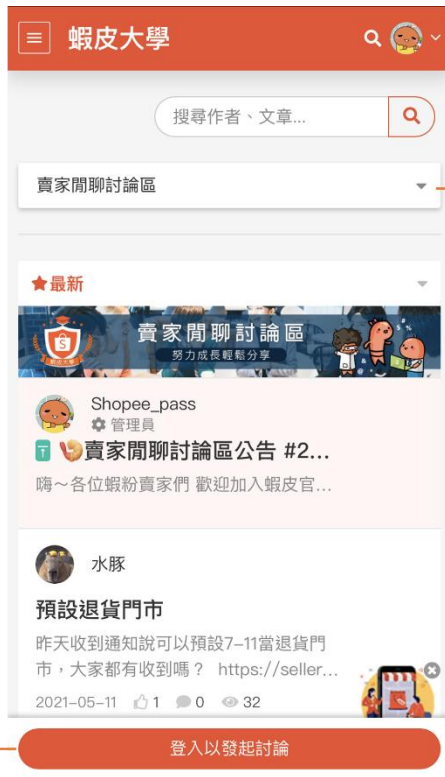 蝦皮大學
搜尋作者、文章...
賣家閒聊討論區
★最新
賣家閒聊討論區
努力成長輕鬆分享
Shopee_pass
管理員
🍤賣家閒聊討論區公告 #2...
嗨～各位蝦粉賣家們 歡迎加入蝦皮官...
水豚
預設退貨門市
昨天收到通知說可以預設7-11當退貨門
市，大家都有收到嗎？ https://seller...
2021-05-11 1 0 32
登入以發起討論